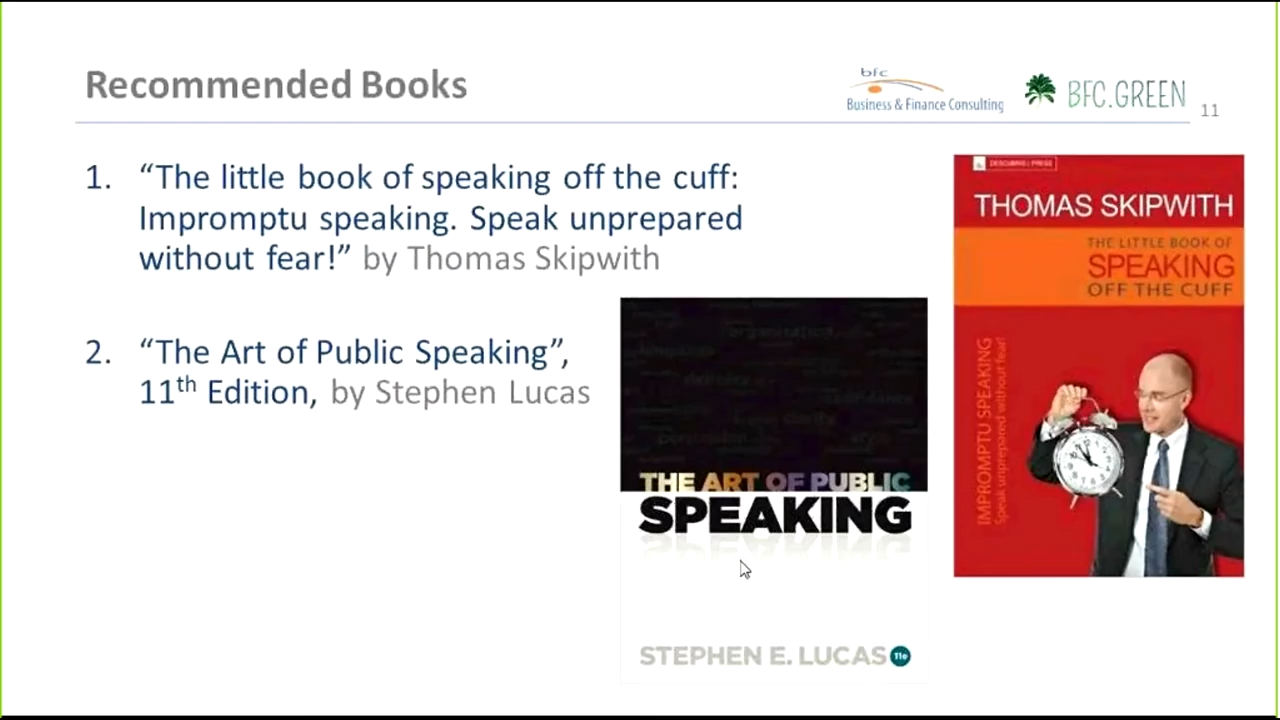 Recommended Books
bfc
Business & Finance Consulting
BFC.GREEN
11
1. “The little book of speaking off the cuff:
Impromptu speaking. Speak unprepared
without fear!” by Thomas Skipwith
2. “The Art of Public Speaking”,
11th Edition, by Stephen Lucas
THE ART OF PUBLIC
SPEAKING
STEPHEN E. LUCAS 11e
THOMAS SKIPWITH
THE LITTLE BOOK OF
SPEAKING
OFF THE CUFF
IMPROMPTU SPEAKING
Speak unprepared without fear!